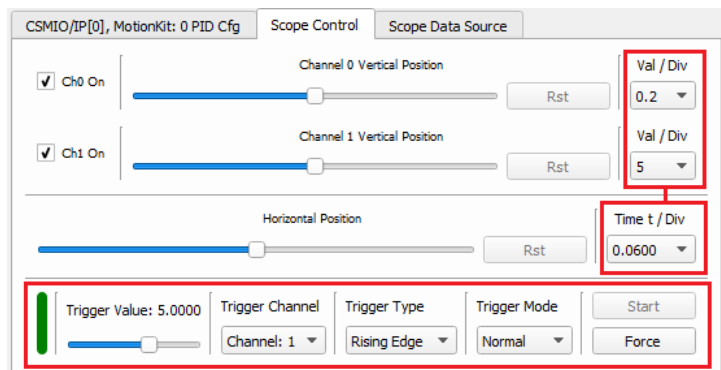 CSMIO/IP[0], MotionKit: 0 PID Cfg Scope Control Scope Data Source
Channel 0 Vertical Position Val / Div
Ch0 On Rst 0.2
Channel 1 Vertical Position Val / Div
Ch1 On Rst 5
Horizontal Position Time t / Div
Rst 0.0600
Trigger Value: 5.0000 Trigger Channel Trigger Type Trigger Mode Start
Channel: 1 Rising Edge Normal Force